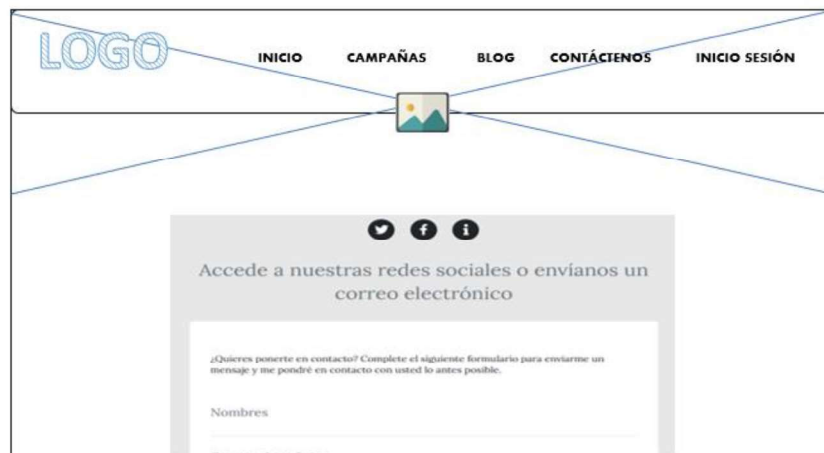 LOGO
INICIO CAMPAÑAS BLOG CONTÁCTENOS INICIO SESIÓN
Accede a nuestras redes sociales o envíanos un
correo electrónico
¿Quieres ponerte en contacto? Complete el siguiente formulario para enviarme un
mensaje y me pondré en contacto con usted lo antes posible.
Nombres